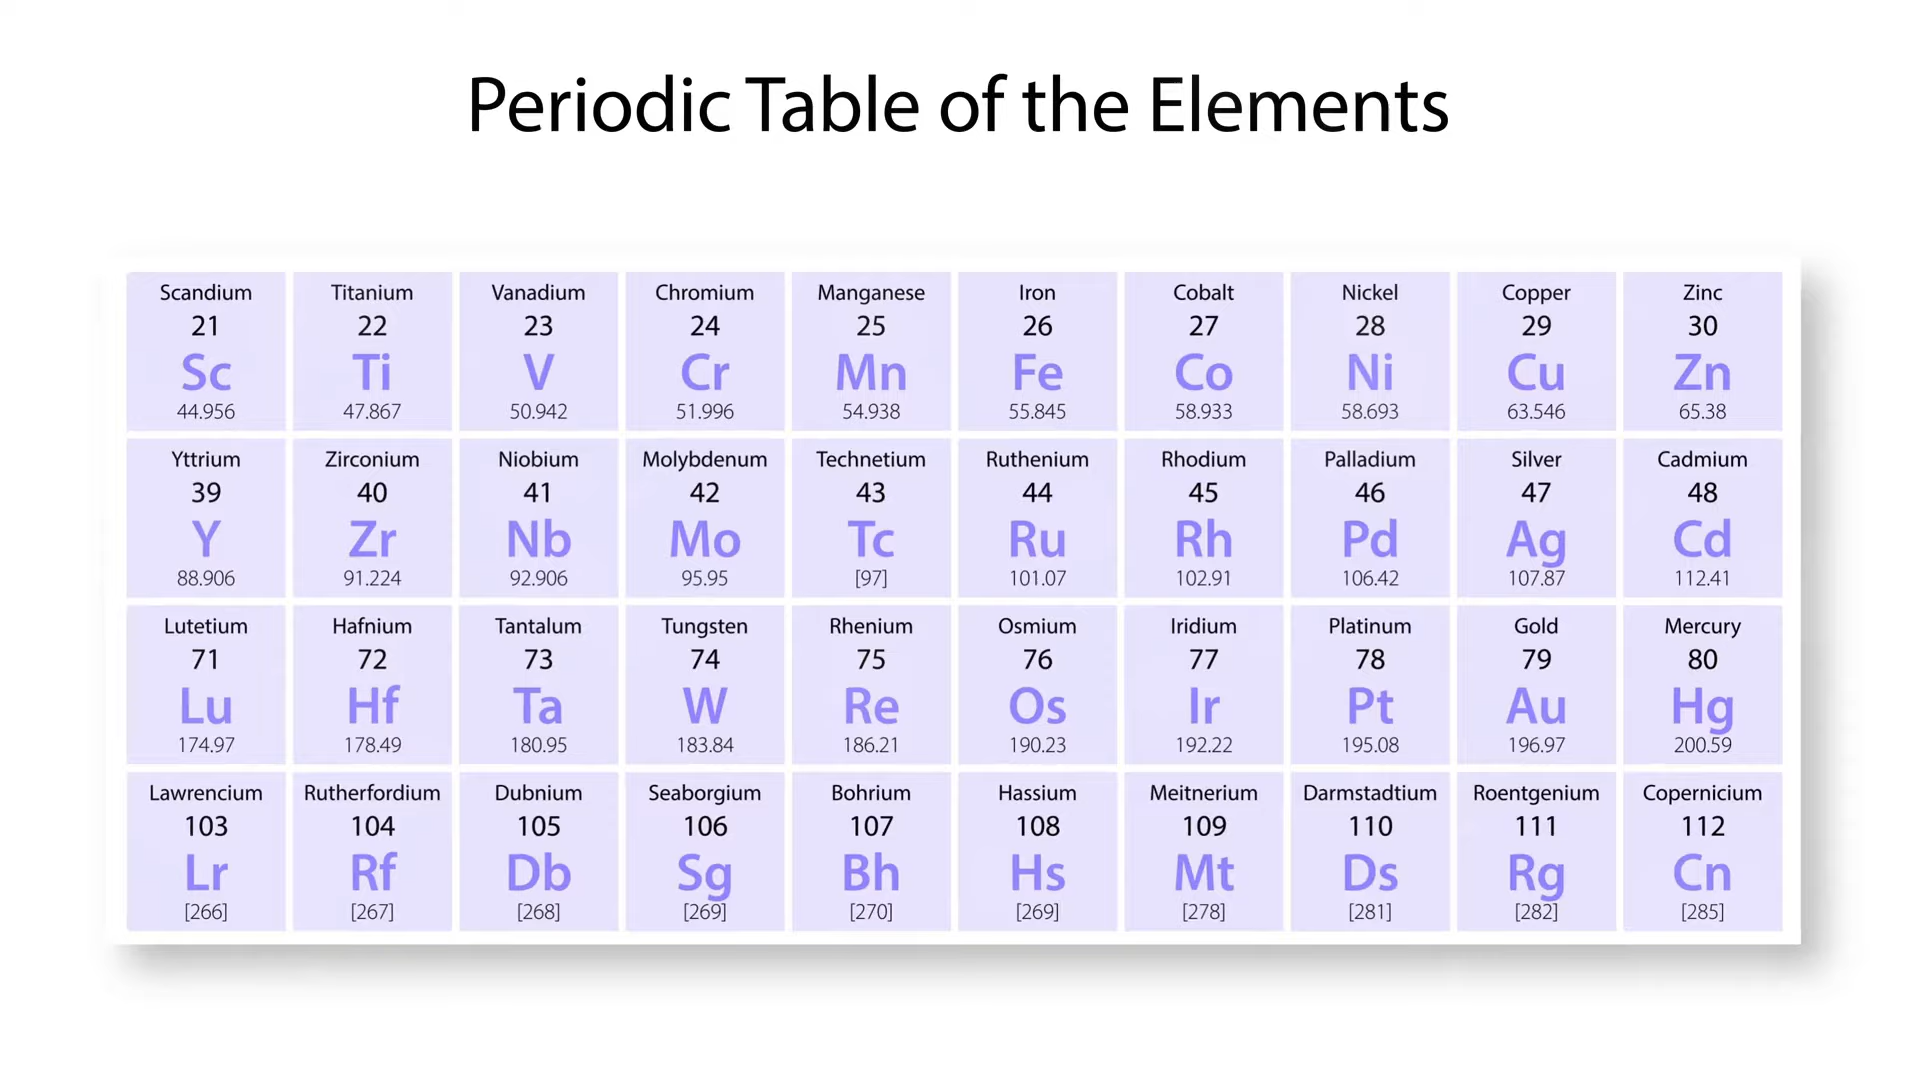 Periodic Table of the Elements
Scandium Titanium Vanadium Chromium Manganese Iron Cobalt Nickel Copper Zinc
21 22 23 24 25 26 27 28 29 30
Sc Ti V Cr Mn Fe Co Ni Cu Zn
44.956 47.867 50.942 51.996 54.938 55.845 58.933 58.693 63.546 65.38
Yttrium Zirconium Niobium Molybdenum Technetium Ruthenium Rhodium Palladium Silver Cadmium
39 40 41 42 43 44 45 46 47 48
Y Zr Nb Mo Tc Ru Rh Pd Ag Cd
88.906 91.224 92.906 95.95 [97] 101.07 102.91 106.42 107.87 112.41
Lutetium Hafnium Tantalum Tungsten Rhenium Osmium Iridium Platinum Gold Mercury
71 72 73 74 75 76 77 78 79 80
Lu Hf Ta W Re Os Ir Pt Au Hg
174.97 178.49 180.95 183.84 186.21 190.23 192.22 195.08 196.97 200.59
Lawrencium Rutherfordium Dubnium Seaborgium Bohrium Hassium Meitnerium Darmstadtium Roentgenium Copernicium
103 104 105 106 107 108 109 110 111 112
Lr Rf Db Sg Bh Hs Mt Ds Rg Cn
[266] [267] [268] [269] [270] [269] [278] [281] [282] [285]